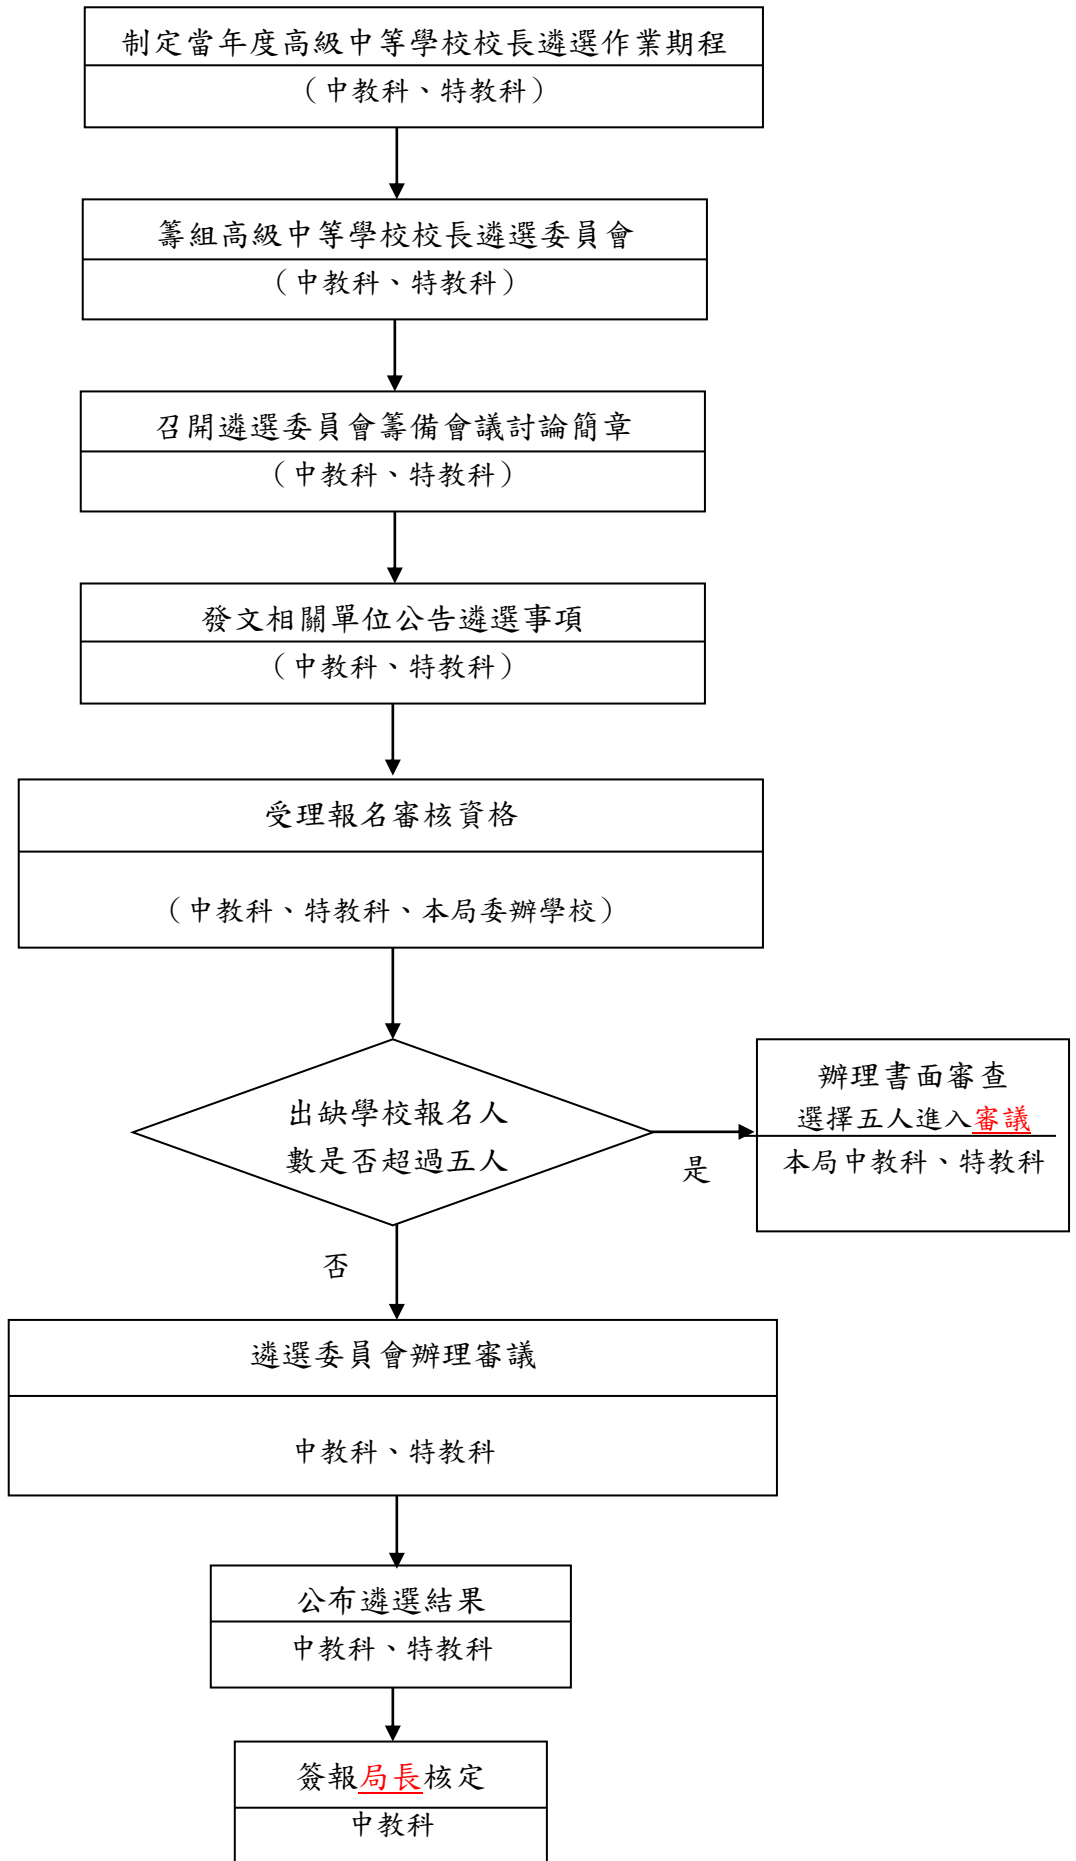 制定當年度高級中等學校校長遴選作業期程
（中教科、特教科）
籌組高級中等學校校長遴選委員會
（中教科、特教科）
召開遴選委員會籌備會議討論簡章
（中教科、特教科）
發文相關單位公告遴選事項
（中教科、特教科）
受理報名審核資格
（中教科、特教科、本局委辦學校）
出缺學校報名人
數是否超過五人
是
辦理書面審查
選擇五人進入審議
本局中教科、特教科
否
遴選委員會辦理審議
中教科、特教科
公布遴選結果
中教科、特教科
簽報局長核定
中教科